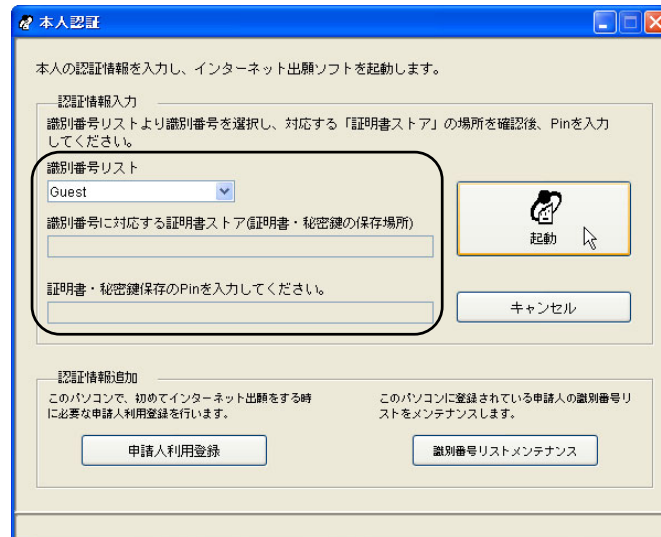 本人認証
本人の認証情報を入力し、インターネット出願ソフトを起動します。
認証情報入力
識別番号リストより識別番号を選択し、対応する「証明書ストア」の場所を確認後、Pinを入力
してください。
識別番号リスト
Guest
識別番号に対応する証明書ストア(証明書・秘密鍵の保存場所)
起動
証明書・秘密鍵保存のPinを入力してください。
キャンセル
認証情報追加
このパソコンで、初めてインターネット出願をする時
に必要な申請人利用登録を行います。
申請人利用登録
このパソコンに登録されている申請人の識別番号リ
ストをメンテナンスします。
識別番号リストメンテナンス